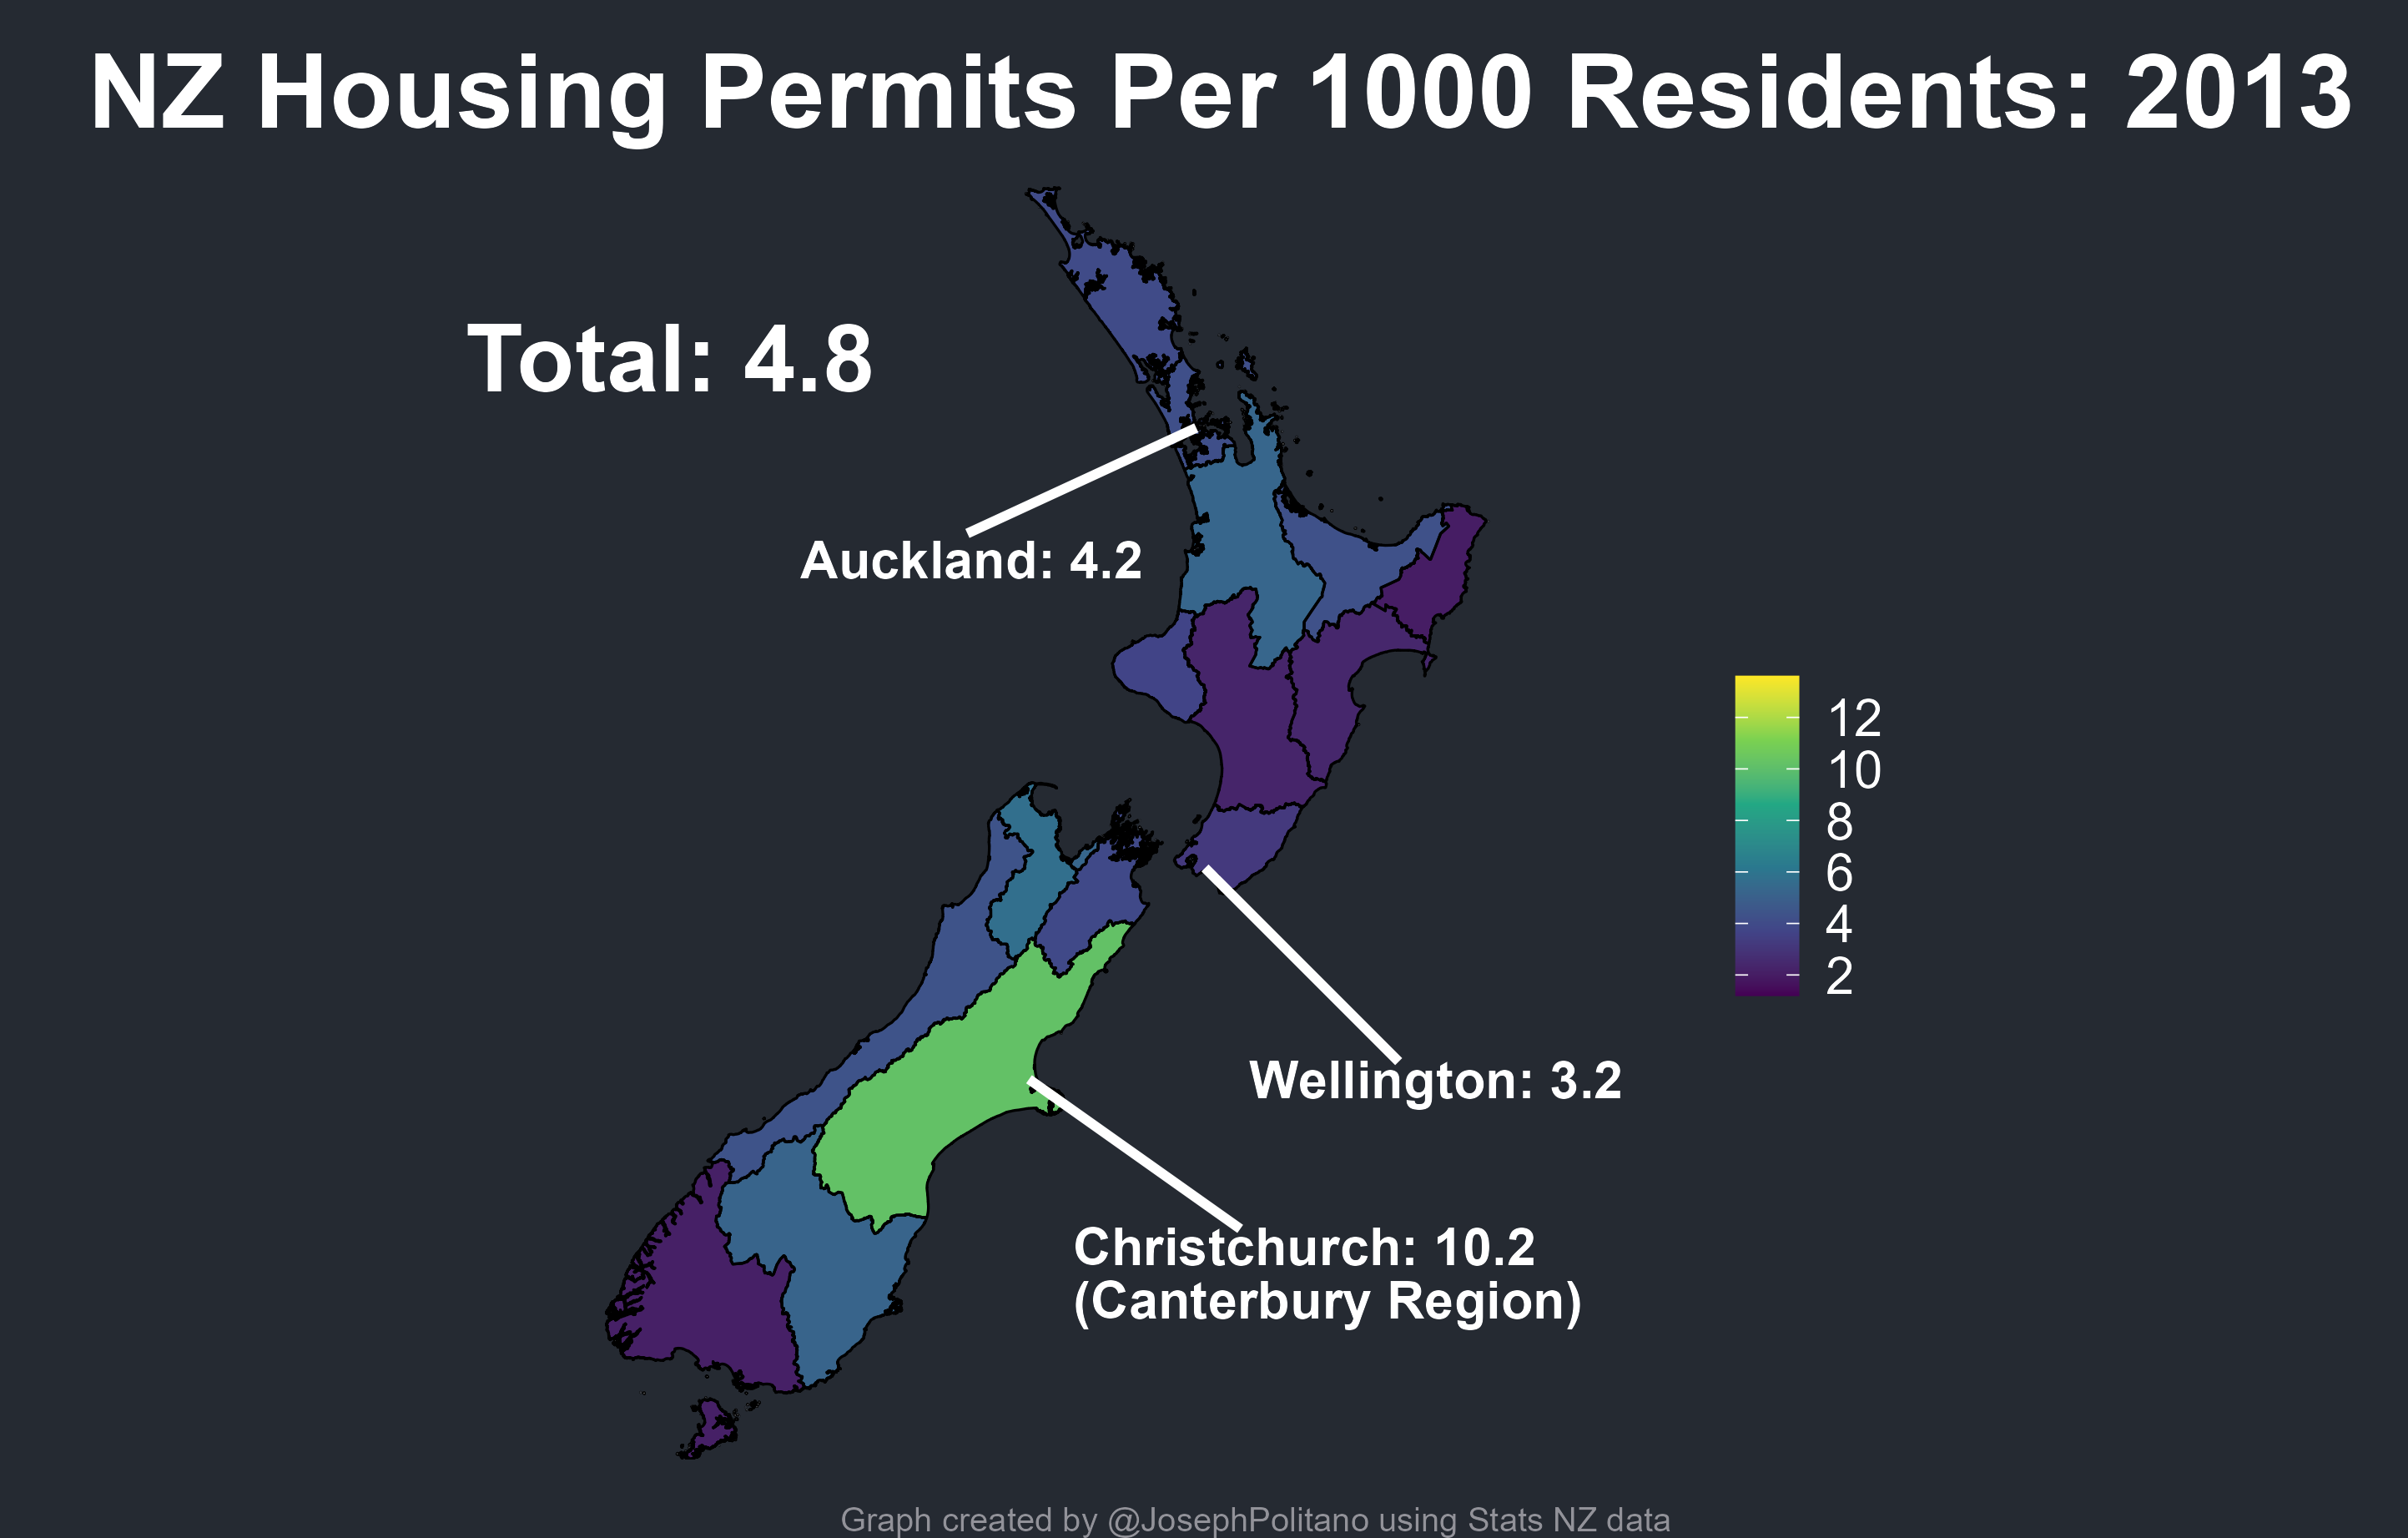 NZ Housing Permits Per 1000 Residents: 2013
Total: 4.8
Auckland: 4.2
12
10
8
6
4
2
Wellington: 3.2
Christchurch: 10.2
(Canterbury Region)
Graph created by @JosephPolitano using Stats NZ data